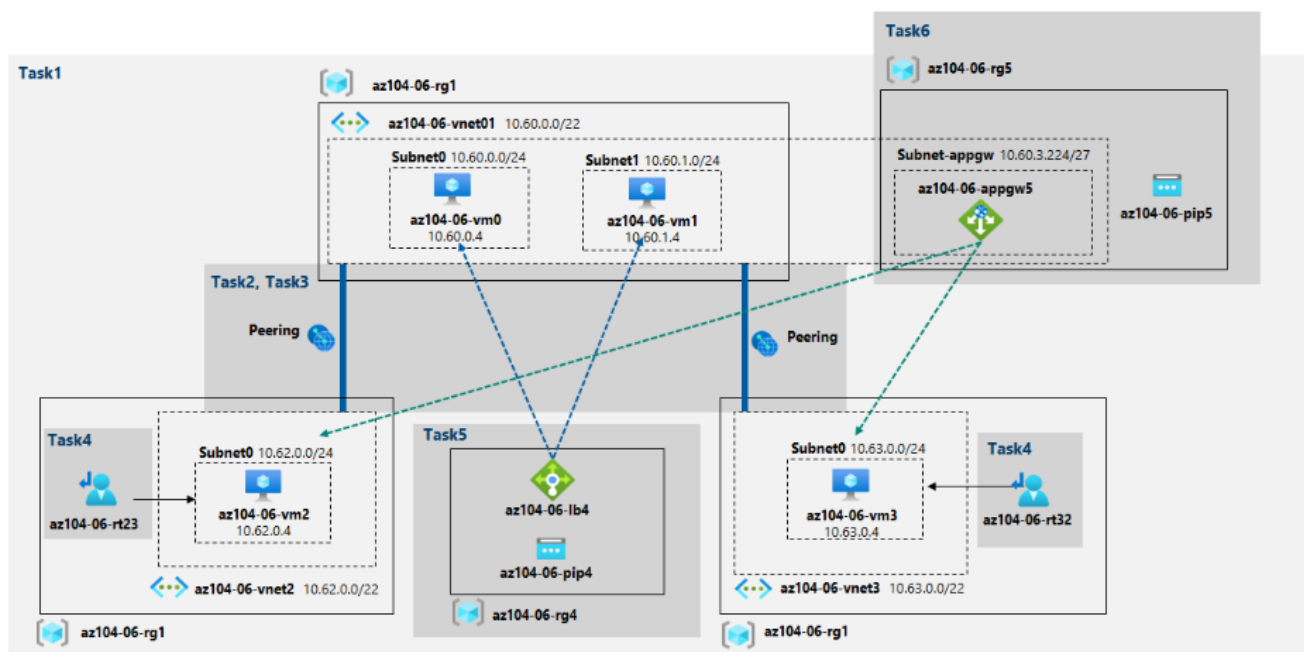 Task6
az104-06-rg5
Task1
az104-06-rg1
az104-06-vnet01 10.60.0.0/22
Subnet0 10.60.0.0/24
Subnet1 10.60.1.0/24
Subnet-appgw 10.60.3.224/27
az104-06-appgw5
az104-06-vm0
10.60.0.4
az104-06-vm1
10.60.1.4
az104-06-pip5
Task2, Task3
Peering
Peering
Task4
Subnet0 10.62.0.0/24
az104-06-rt23
az104-06-vm2
10.62.0.4
az104-06-vnet2 10.62.0.0/22
az104-06-rg1
Task5
az104-06-lb4
az104-06-pip4
az104-06-rg4
Subnet0 10.63.0.0/24
Task4
az104-06-vm3
10.63.0.4
az104-06-rt32
az104-06-vnet3 10.63.0.0/22
az104-06-rg1